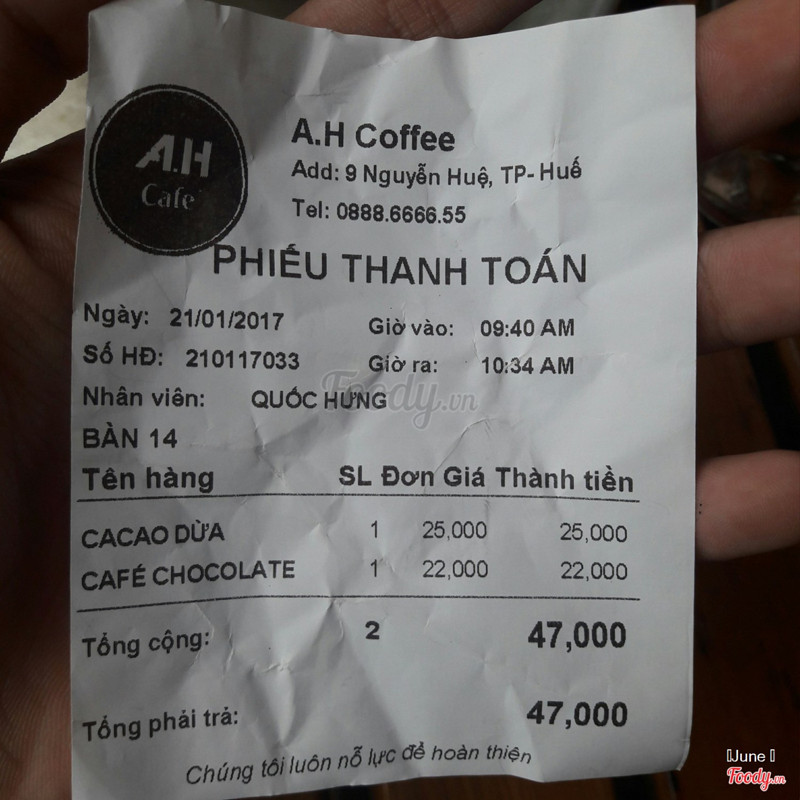 A.H
Cafe
A.H Coffee
Add: 9 Nguyễn Huệ, TP- Huế
Tel: 0888.6666.55
PHIẾU THANH TOÁN
Ngày: 21/01/2017 Giờ vào: 09:40 AM
Số HĐ: 210117033 Giờ ra: 10:34 AM
Nhân viên: QUỐC HƯNG
Foody.vn
BÀN 14
Tên hàng SL Đơn Giá Thành tiền
CACAO DỪA 1 25,000 25,000
CAFÉ CHOCOLATE 1 22,000 22,000
Tổng cộng: 2 47,000
Tổng phải trả: 47,000
Chúng tôi luôn nỗ lực để hoàn thiện
June
Foody.vn